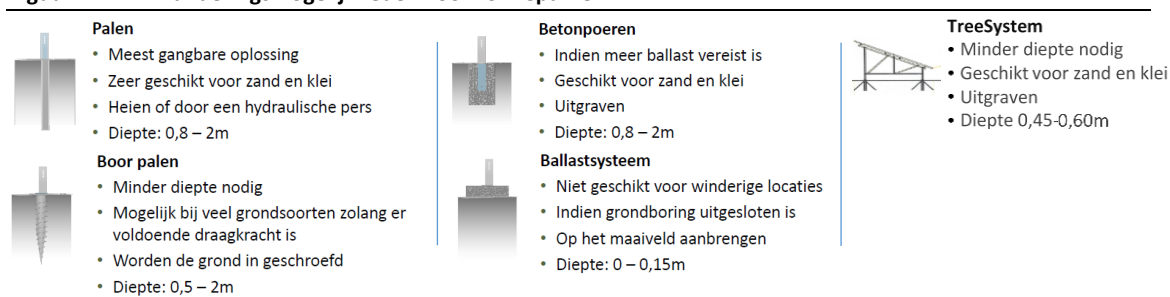 Palen
• Meest gangbare oplossing
• Zeer geschikt voor zand en klei
• Heien of door een hydraulische pers
• Diepte: 0,8 – 2m
Boor palen
• Minder diepte nodig
• Mogelijk bij veel grondsoorten zolang er
voldoende draagkracht is
• Worden de grond in geschroefd
• Diepte: 0,5 – 2m
Betonpoeren
• Indien meer ballast vereist is
• Geschikt voor zand en klei
• Uitgraven
• Diepte: 0,8 – 2m
Ballastsysteem
• Niet geschikt voor winderige locaties
• Indien grondboring uitgesloten is
• Op het maaiveld aanbrengen
• Diepte: 0 – 0,15m
TreeSystem
• Minder diepte nodig
• Geschikt voor zand en klei
• Uitgraven
• Diepte 0,45-0,60m